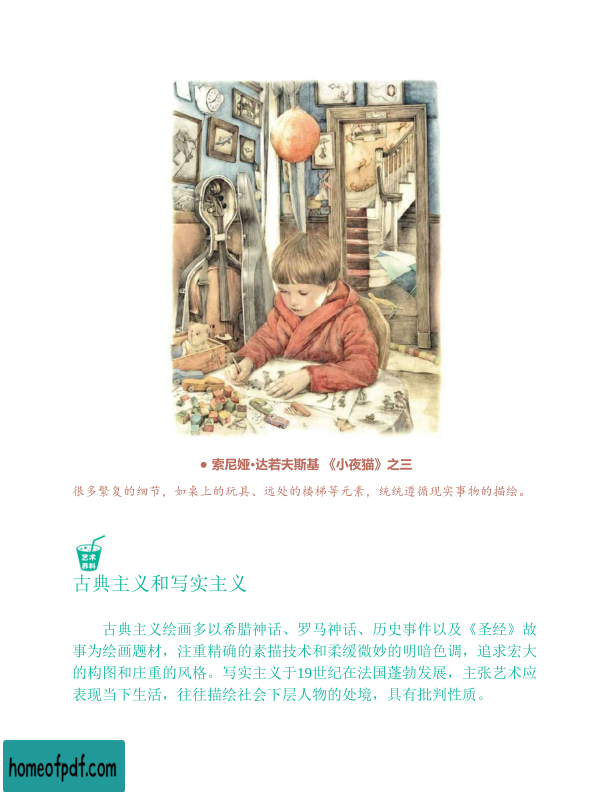 ● 索尼娅·达若夫斯基 《小夜猫》之三
很多繁复的细节，如桌上的玩具、远处的楼梯等元素，统统遵循现实事物的描绘。
艺术
养料
古典主义和写实主义
古典主义绘画多以希腊神话、罗马神话、历史事件以及《圣经》故
事为绘画题材，注重精确的素描技术和柔缓微妙的明暗色调，追求宏大
的构图和庄重的风格。写实主义于19世纪在法国蓬勃发展，主张艺术应
表现当下生活，往往描绘社会下层人物的处境，具有批判性质。
homeofpdf.com